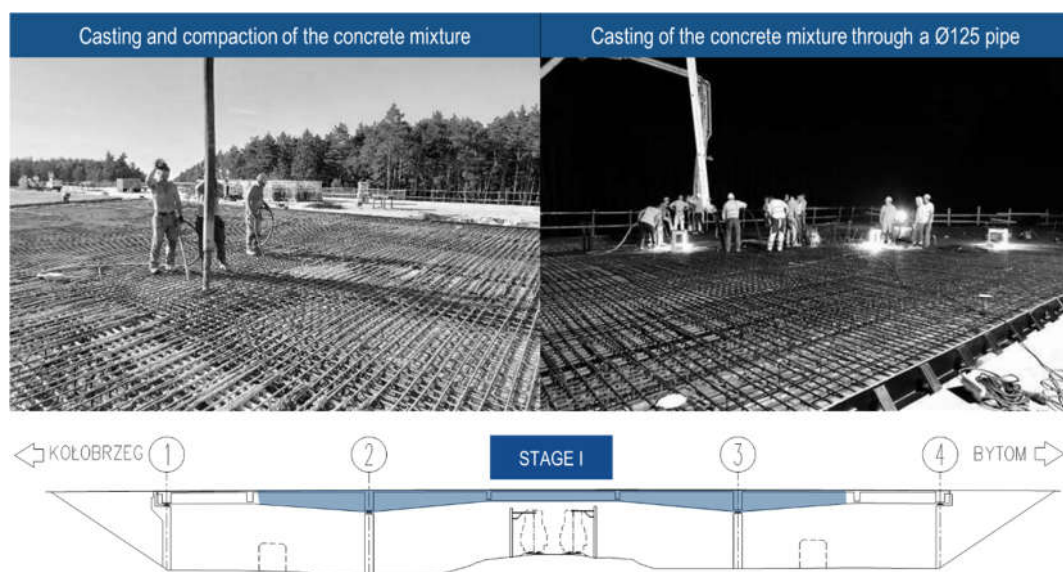 Casting and compaction of the concrete mixture
Casting of the concrete mixture through a Ø125 pipe
KOŁOBRZEG 1 2 STAGE I 3 4 BYTOM